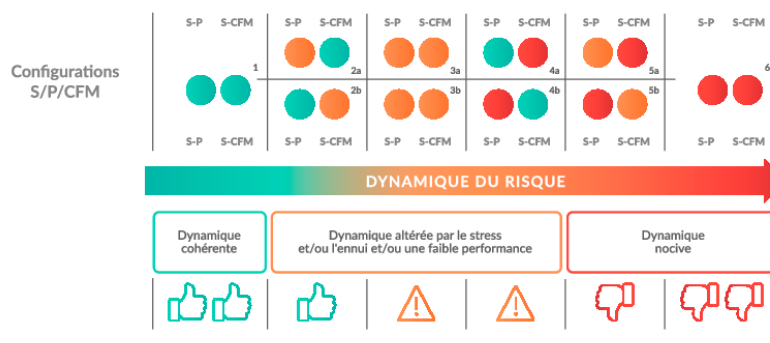 S-P S-CFM S-P S-CFM S-P S-CFM S-P S-CFM S-P S-CFM S-P S-CFM
Configurations
S/P/CFM
1 2a 3a 4a 5a 6
2b 3b 4b 5b
S-P S-CFM S-P S-CFM S-P S-CFM S-P S-CFM S-P S-CFM S-P S-CFM
DYNAMIQUE DU RISQUE
Dynamique
cohérente
Dynamique altérée par le stress
et/ou l'ennui et/ou une faible performance
Dynamique
nocive